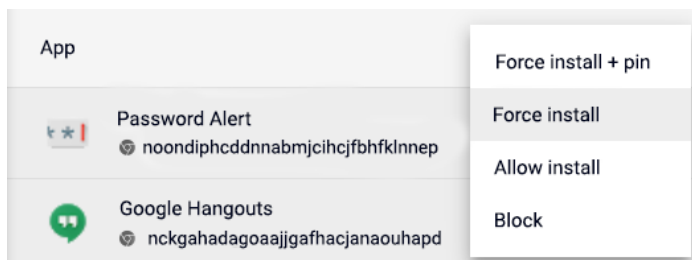 App
Password Alert
noondiphcddnnabmjcihcjfbhfklnnep
Google Hangouts
nckgahadagoaajjgafhacjanaouhapd
Force install + pin
Force install
Allow install
Block